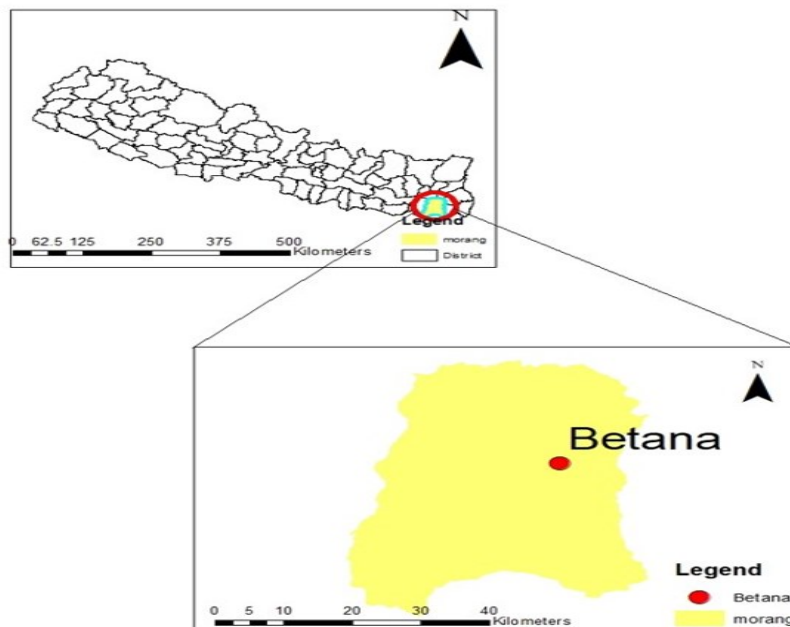 N
Legend
morang
District
0 62.5 125 250 375 500
Kilometers
N
Betana
Legend
Betana
morang
0 5 10 20 30 40
Kilometers